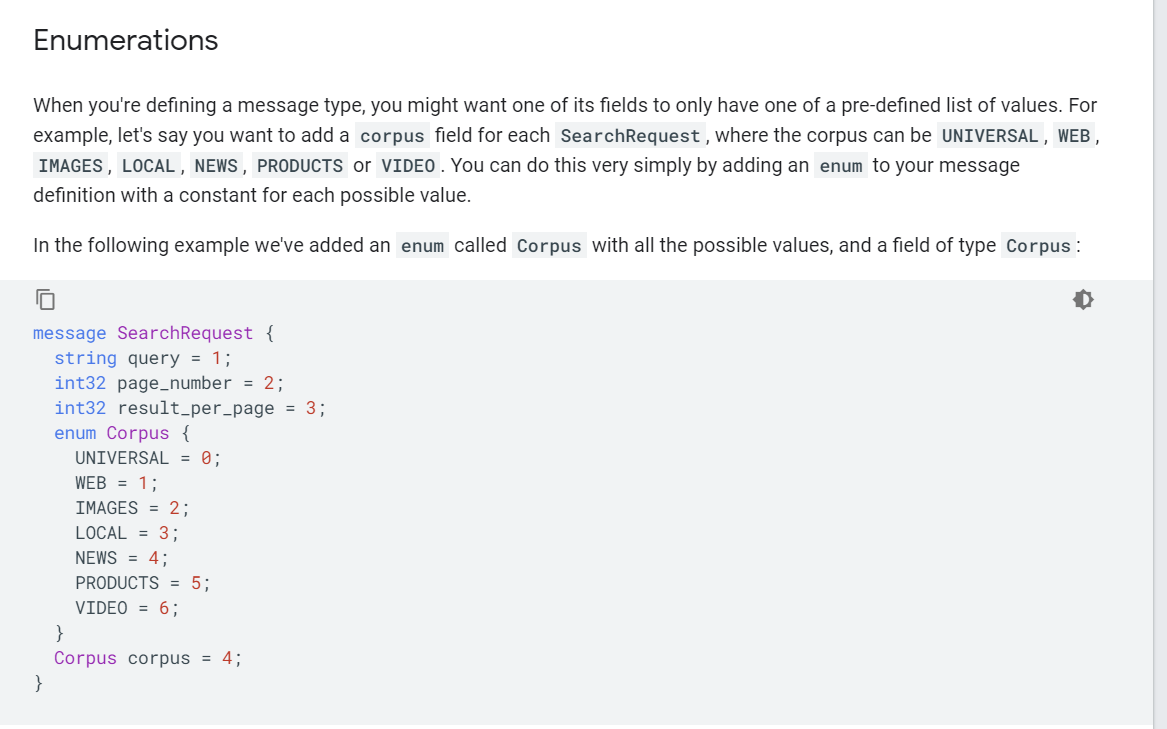 Enumerations
When you're defining a message type, you might want one of its fields to only have one of a pre-defined list of values. For
example, let's say you want to add a corpus field for each SearchRequest, where the corpus can be UNIVERSAL, WEB,
IMAGES, LOCAL, NEWS, PRODUCTS or VIDEO. You can do this very simply by adding an enum to your message
definition with a constant for each possible value.
In the following example we've added an enum called Corpus with all the possible values, and a field of type Corpus:
message SearchRequest {
  string query = 1;
  int32 page_number = 2;
  int32 result_per_page = 3;
  enum Corpus {
    UNIVERSAL = 0;
    WEB = 1;
    IMAGES = 2;
    LOCAL = 3;
    NEWS = 4;
    PRODUCTS = 5;
    VIDEO = 6;
  }
  Corpus corpus = 4;
}